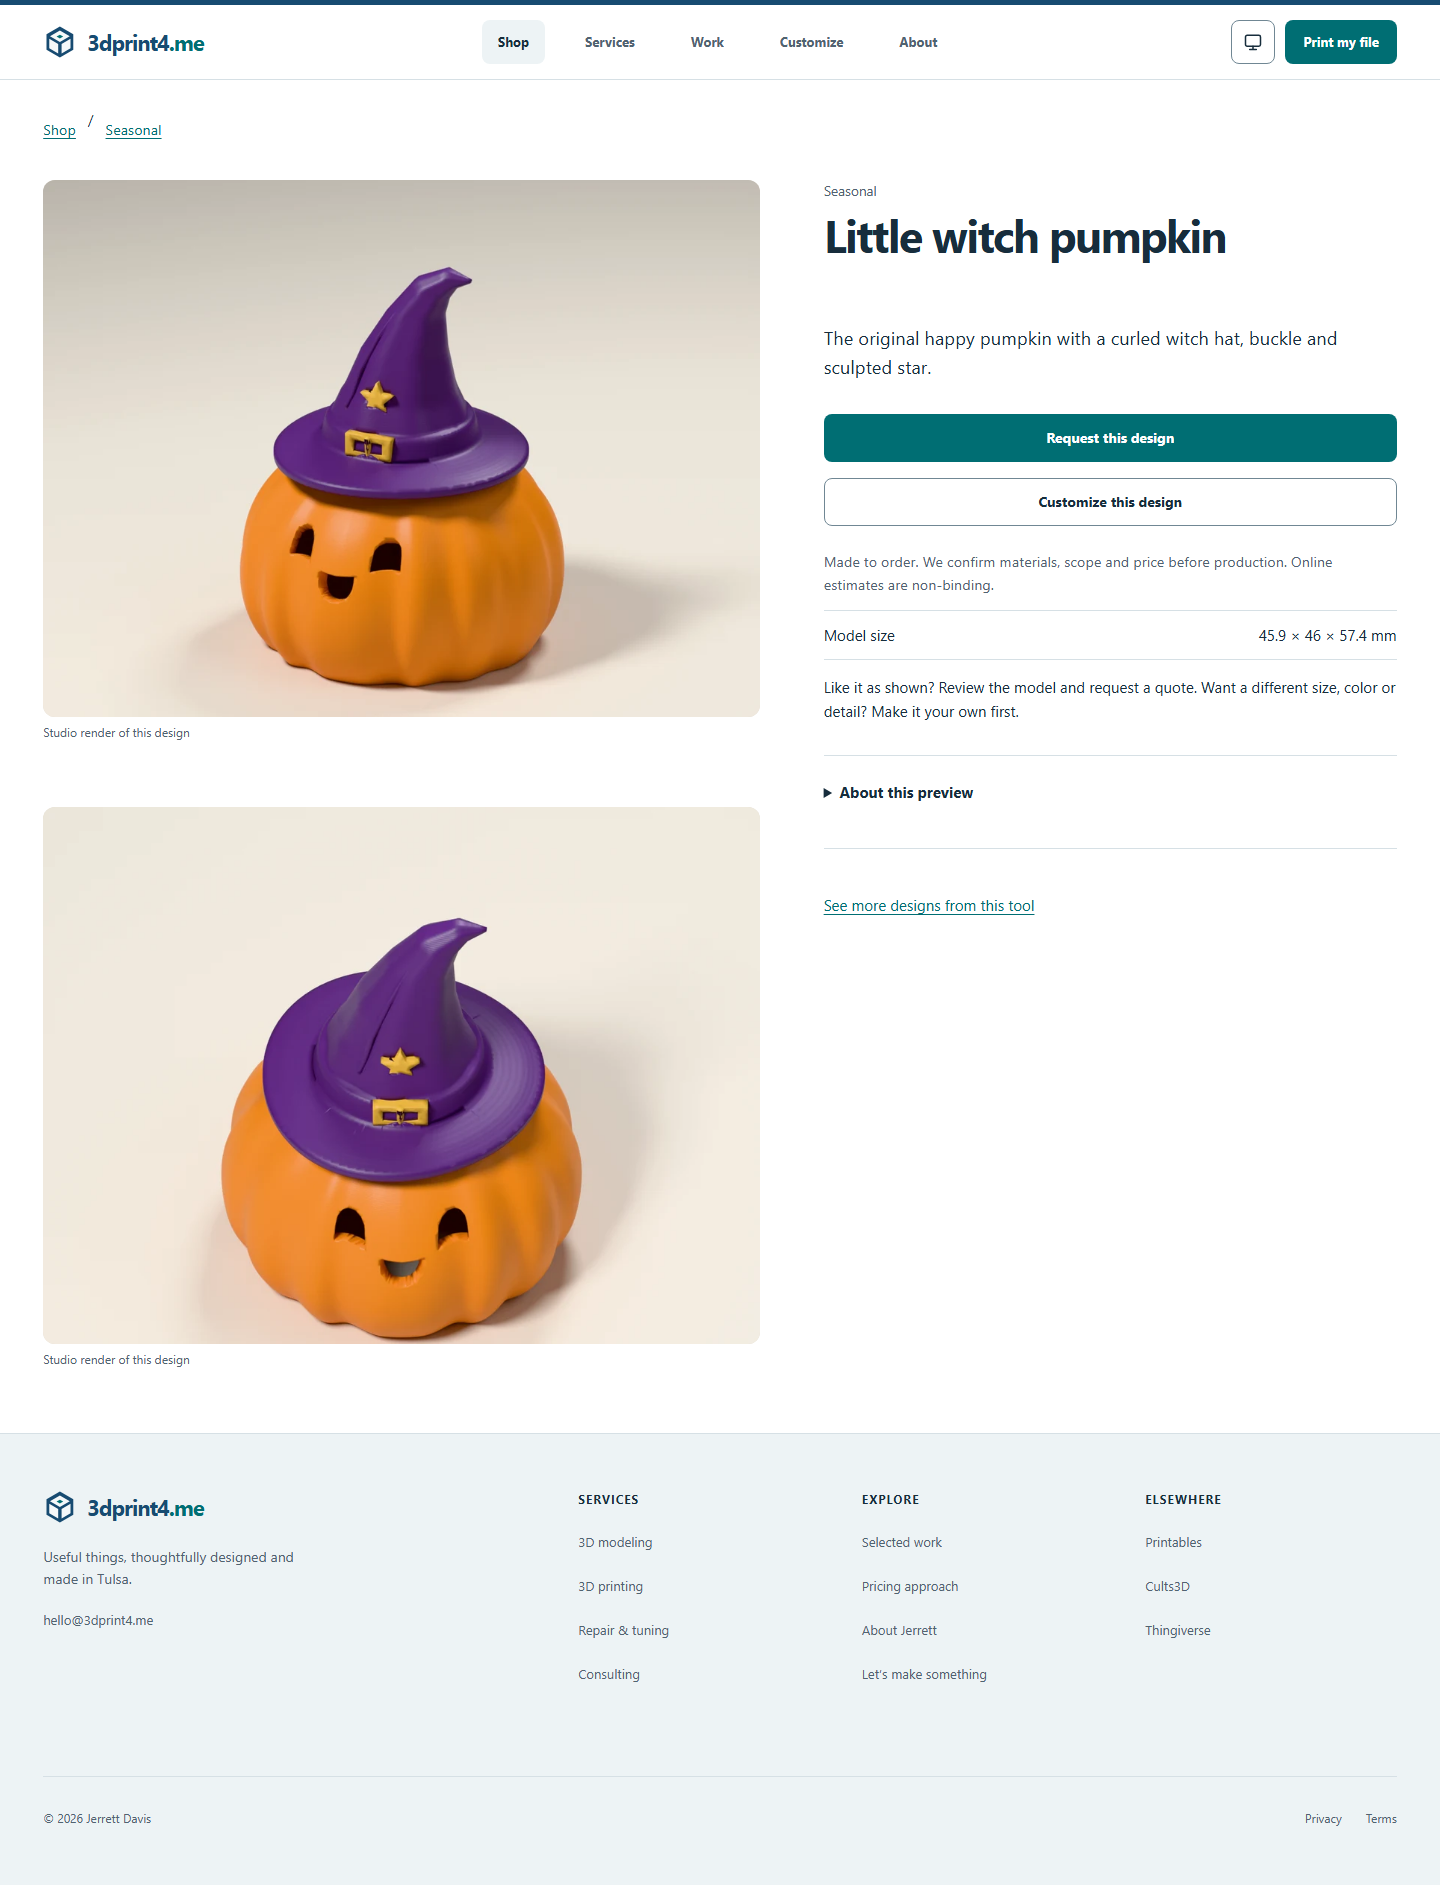 3dprint4.me
Shop
Services
Work
Customize
About
Print my file
Shop / Seasonal
Seasonal
Little witch pumpkin
The original happy pumpkin with a curled witch hat, buckle and
sculpted star.
Request this design
Customize this design
Made to order. We confirm materials, scope and price before production. Online
estimates are non-binding.
Model size 45.9 × 46 × 57.4 mm
Like it as shown? Review the model and request a quote. Want a different size, color or
detail? Make it your own first.
About this preview
See more designs from this tool
Studio render of this design
Studio render of this design
3dprint4.me
Useful things, thoughtfully designed and
made in Tulsa.
hello@3dprint4.me
SERVICES
3D modeling
3D printing
Repair & tuning
Consulting
EXPLORE
Selected work
Pricing approach
About Jerrett
Let's make something
ELSEWHERE
Printables
Cults3D
Thingiverse
© 2026 Jerrett Davis
Privacy
Terms